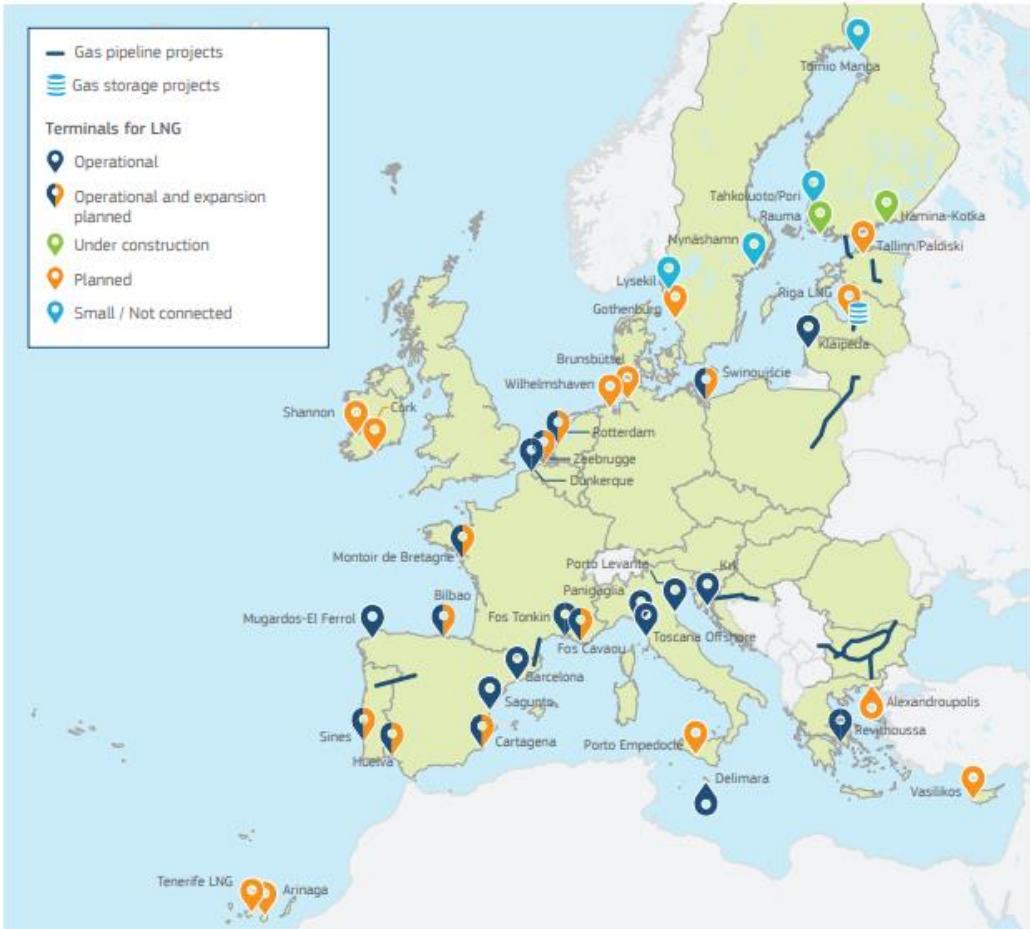 Gas pipeline projects
Gas storage projects
Terminals for LNG
Operational
Operational and expansion
planned
Under construction
Planned
Small / Not connected
Tornio Manga
Tahkoluoto/Pori
Rauma
Hamina-Kotka
Nynäshamn
Tallinn/Paldiski
Lysekil
Riga LNG
Gothenburg
Klaipeda
Brunsbüttel
Świnoujście
Wilhelmshaven
Shannon
Cork
Rotterdam
Zeebrugge
Dunkerque
Montoir de Bretagne
Porto Levante
Krk
Bilbao
Panigaglia
Mugardos-El Ferrol
Fos Tonkin
Toscana Offshore
Fos Cavaou
Barcelona
Sagunto
Alexandroupolis
Revithoussa
Sines
Cartagena
Porto Empedocle
Huelva
Delimara
Vasilikos
Tenerife LNG
Arinaga